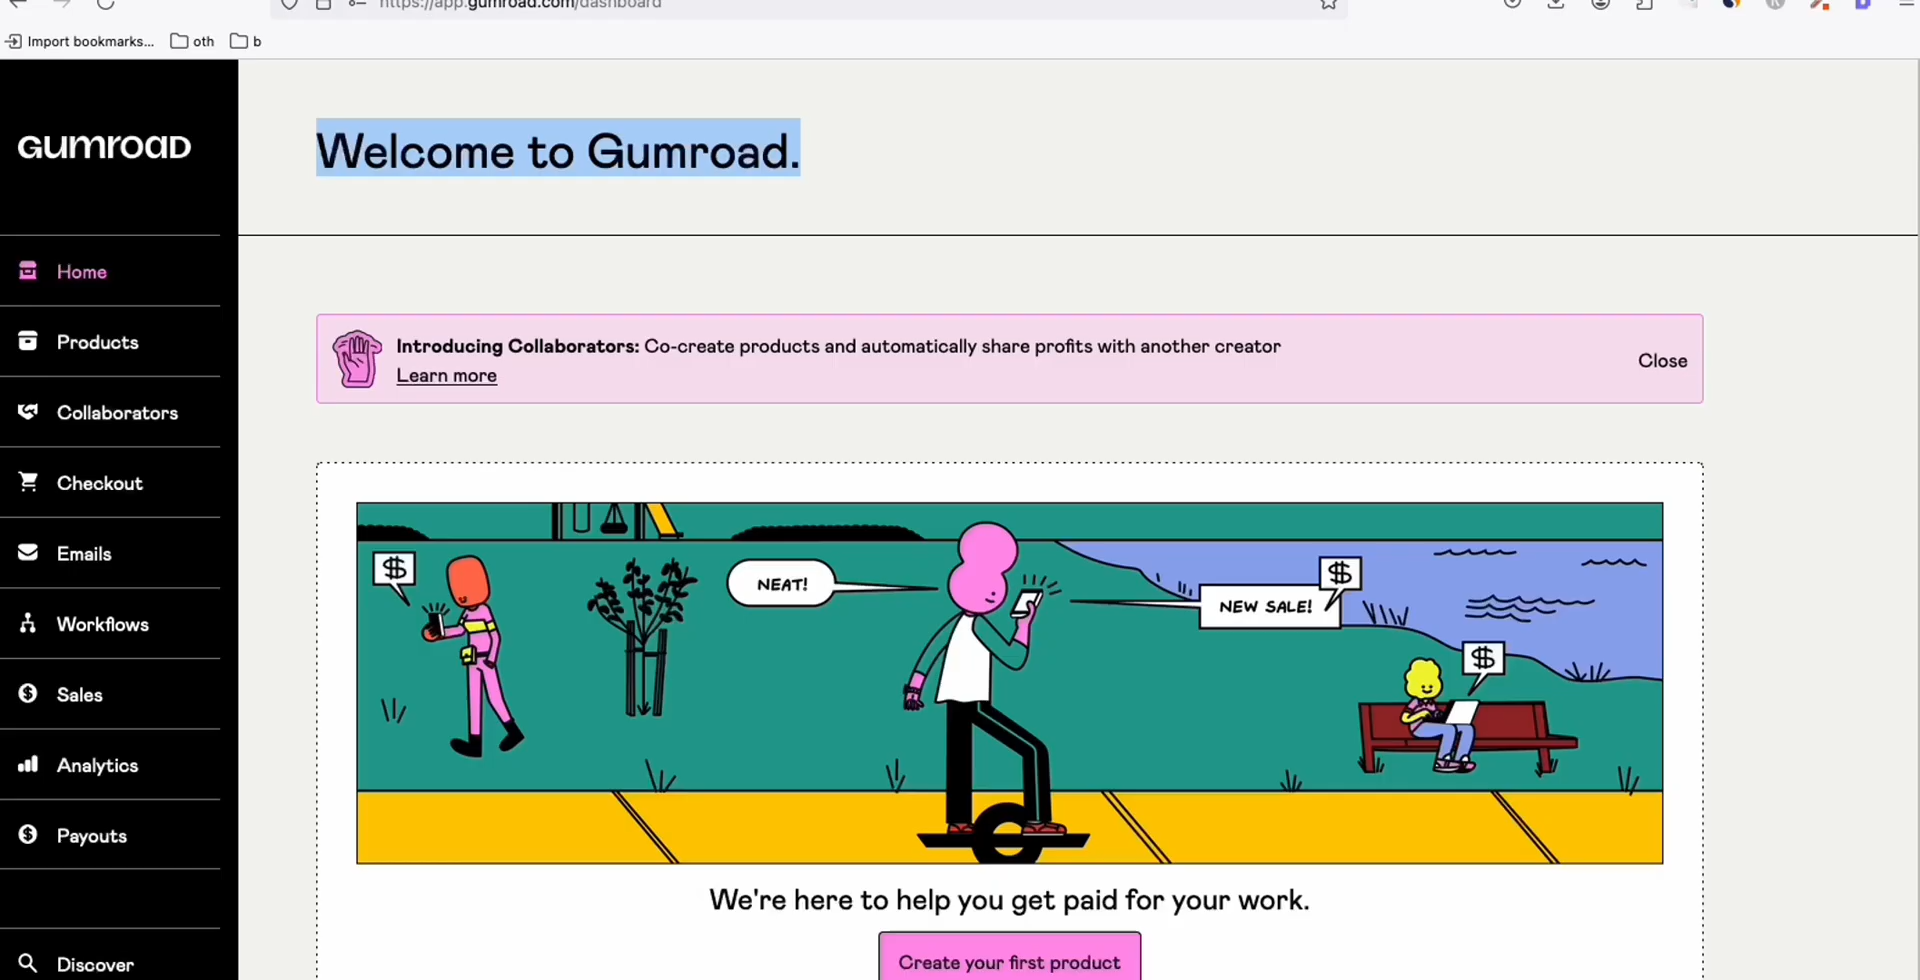 https://app.gumroad.com/dashboard
Import bookmarks...
oth
b
GUMROAD
Welcome to Gumroad.
Home
Products
Collaborators
Checkout
Emails
Workflows
Sales
Analytics
Payouts
Discover
Introducing Collaborators: Co-create products and automatically share profits with another creator
Learn more
Close
$
NEAT!
$
NEW SALE!
$
We're here to help you get paid for your work.
Create your first product